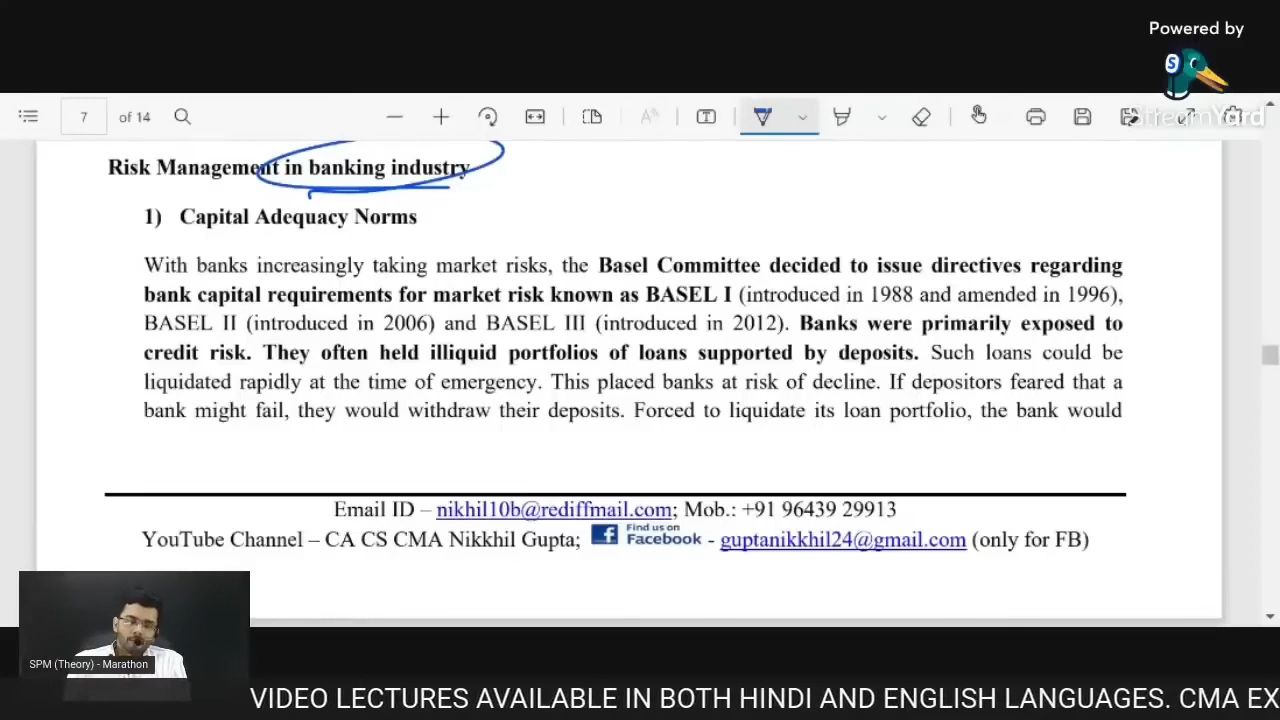 Powered by
S
7 of 14
StreamYard
Risk Management in banking industry
1) Capital Adequacy Norms
With banks increasingly taking market risks, the Basel Committee decided to issue directives regarding
bank capital requirements for market risk known as BASEL I (introduced in 1988 and amended in 1996),
BASEL II (introduced in 2006) and BASEL III (introduced in 2012). Banks were primarily exposed to
credit risk. They often held illiquid portfolios of loans supported by deposits. Such loans could be
liquidated rapidly at the time of emergency. This placed banks at risk of decline. If depositors feared that a
bank might fail, they would withdraw their deposits. Forced to liquidate its loan portfolio, the bank would
Email ID – nikhil10b@rediffmail.com; Mob.: +91 96439 29913
YouTube Channel – CA CS CMA Nikkhil Gupta; f Find us on Facebook - guptanikkhil24@gmail.com (only for FB)
SPM (Theory) - Marathon
VIDEO LECTURES AVAILABLE IN BOTH HINDI AND ENGLISH LANGUAGES. CMA EX